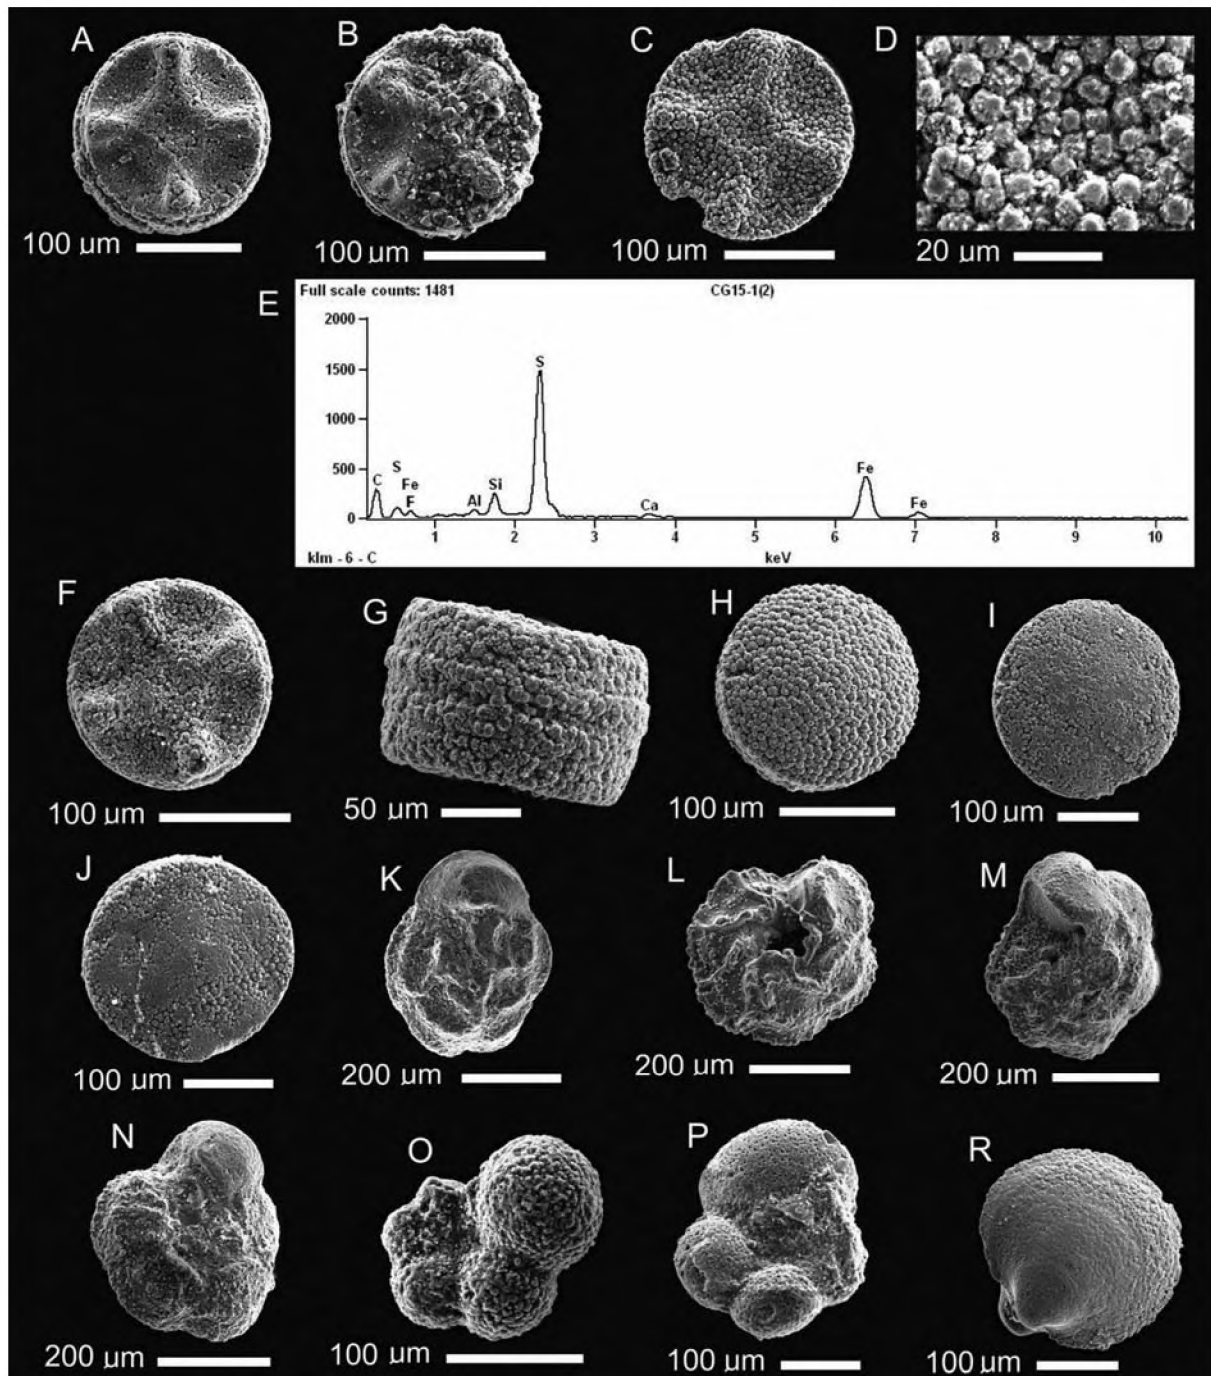 A B C D
100 µm 100 µm 100 µm 20 µm
E
Full scale counts: 1481 CG15-1(2)
2000
1500
1000
500
0
C S Fe F Al Si S Ca Fe Fe
1 2 3 4 5 6 7 8 9 10
klm - 6 - C keV
F G H I
100 µm 50 µm 100 µm 100 µm
J K L M
100 µm 200 µm 200 µm 200 µm
N O P R
200 µm 100 µm 100 µm 100 µm